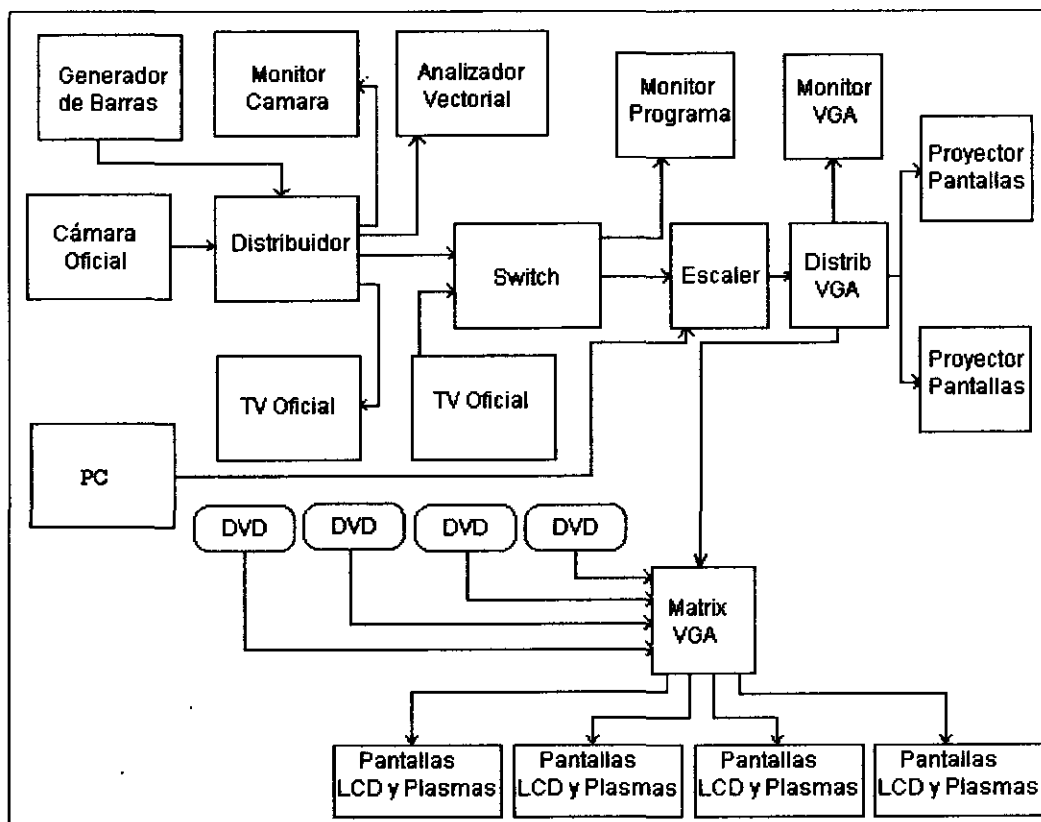 Generador
de Barras
Monitor
Camara
Analizador
Vectorial
Monitor
Programa
Monitor
VGA
Proyector
Pantallas
Cámara
Oficial
Distribuidor
Switch
Escaler
Distrib
VGA
Proyector
Pantallas
TV Oficial
TV Oficial
PC
DVD
DVD
DVD
DVD
Matrix
VGA
Pantallas
LCD y Plasmas
Pantallas
LCD y Plasmas
Pantallas
LCD y Plasmas
Pantallas
LCD y Plasmas